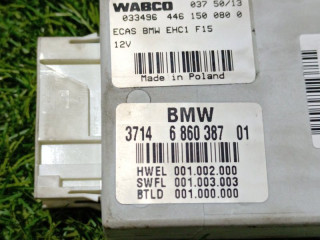 WABCO 037 50/13
033496 446 150 080 0
ECAS BMW EHC1 F15
12V
Made in Poland
BMW
3714 6 860 387 01
HWEL 001.002.000
SWFL 001.003.003
BTLD 001.000.000